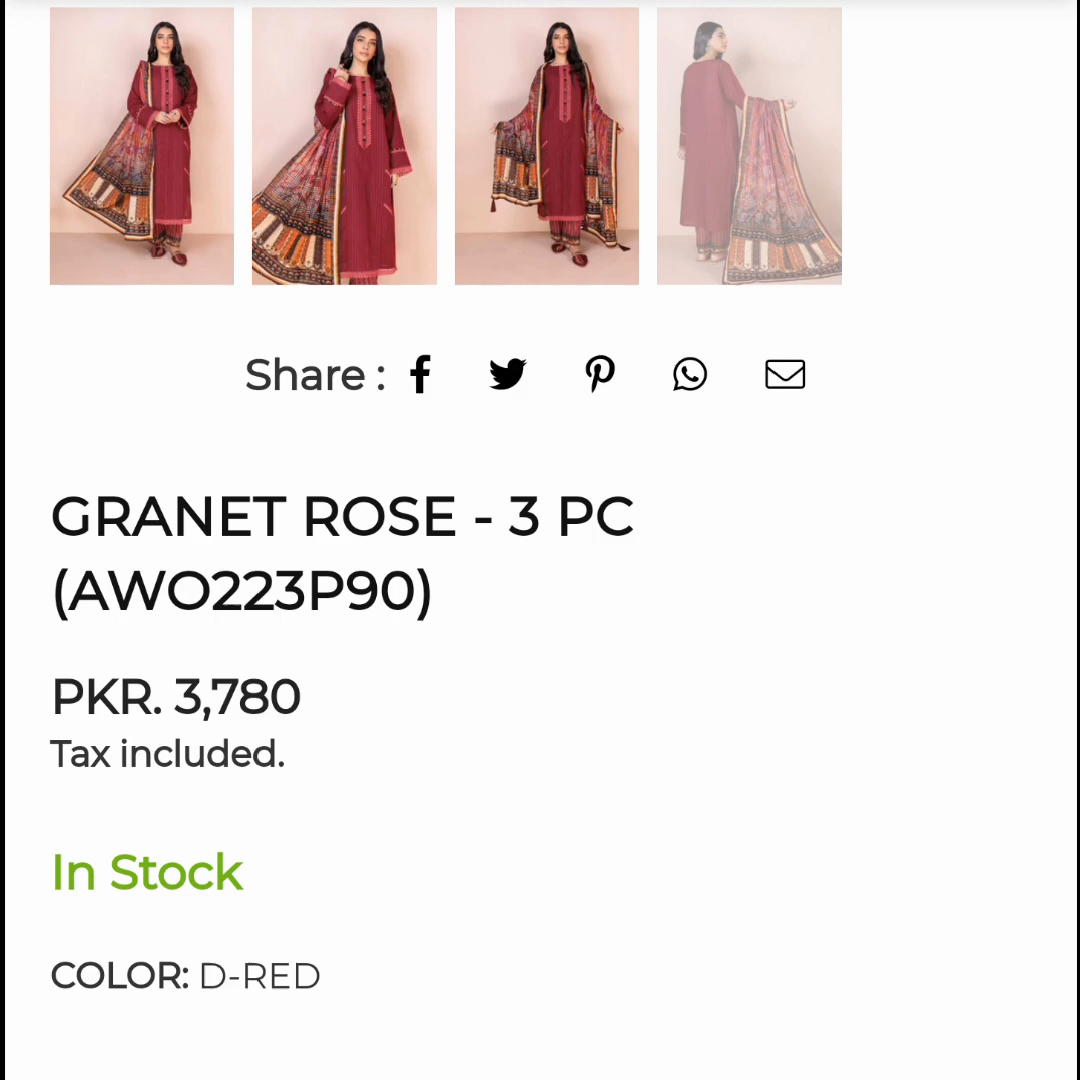 Share :
GRANET ROSE - 3 PC
(AWO223P90)
PKR. 3,780
Tax included.
In Stock
COLOR: D-RED